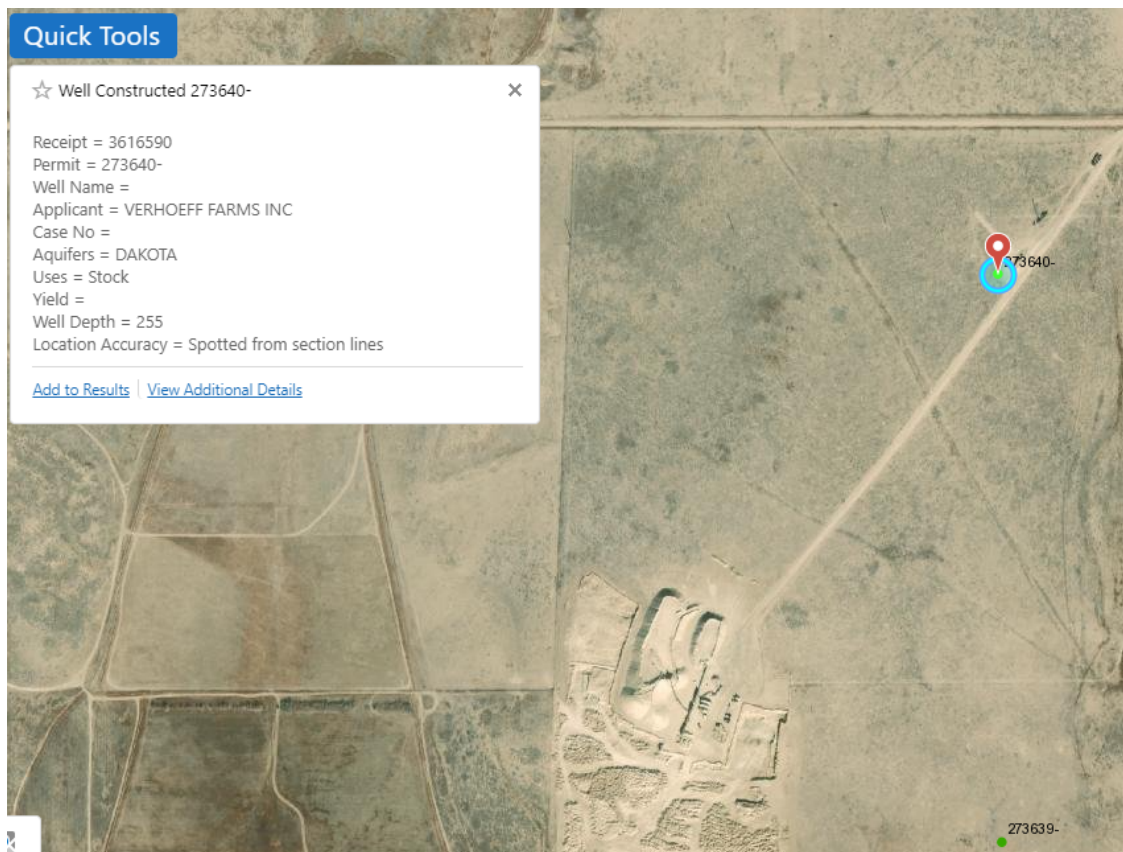 Quick Tools
Well Constructed 273640-
Receipt = 3616590
Permit = 273640-
Well Name =
Applicant = VERHOEFF FARMS INC
Case No =
Aquifers = DAKOTA
Uses = Stock
Yield =
Well Depth = 255
Location Accuracy = Spotted from section lines
Add to Results View Additional Details
273640-
273639-